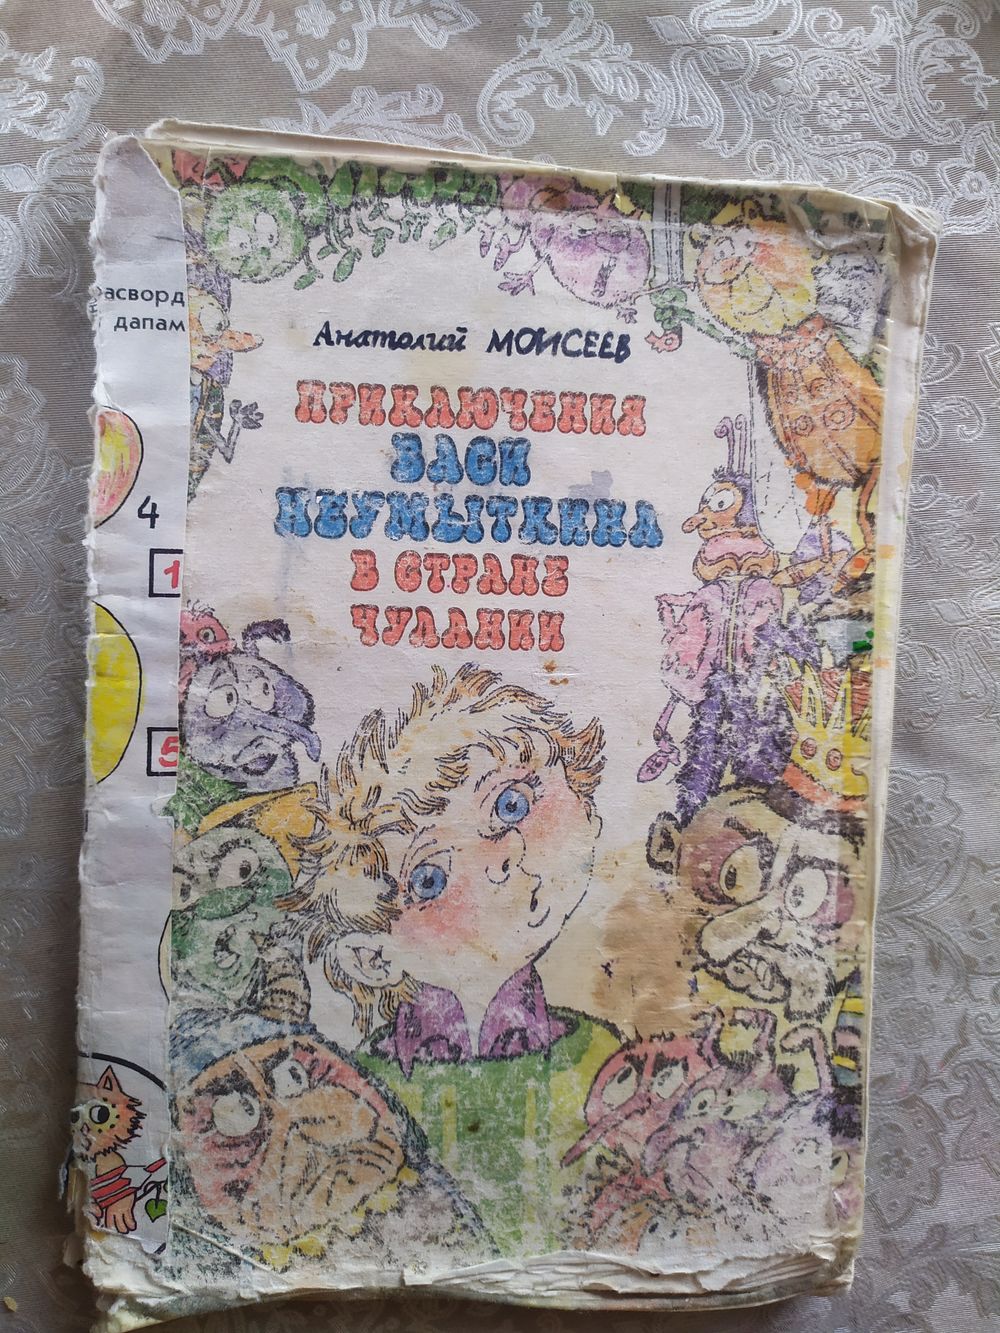 Анатолий МОИСЕЕВ
ПРИКЛЮЧЕНИЯ
ВАСИ
НЕУМЫТКИНА
В СТРАНЕ
ЧУЛАНИИ
расворд
дапам
4
1
5